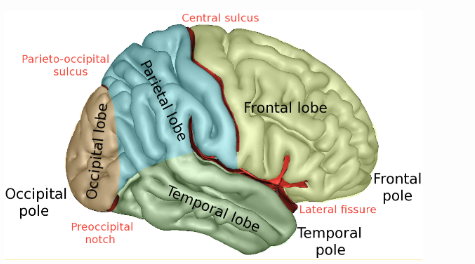 Central sulcus
Parieto-occipital
sulcus
Parietal lobe
Frontal lobe
Occipital lobe
Occipital
pole
Frontal
pole
Temporal lobe
Lateral fissure
Preoccipital
notch
Temporal
pole